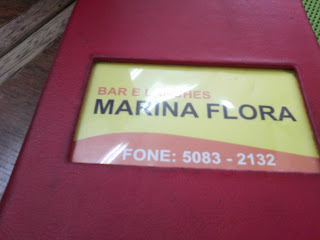 BAR E LANCHES
MARINA FLORA
FONE: 5083 - 2132